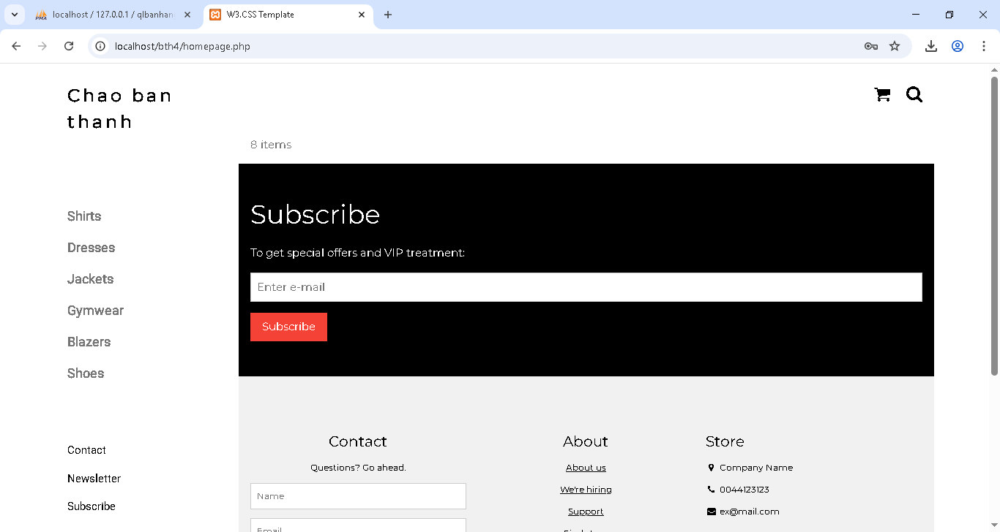 localhost / 127.0.0.1 / qlbanhan
W3.CSS Template
localhost/bth4/homepage.php
Chao ban
thanh
8 items
Shirts
Dresses
Jackets
Gymwear
Blazers
Shoes
Contact
Newsletter
Subscribe
Subscribe
To get special offers and VIP treatment:
Enter e-mail
Subscribe
Contact
Questions? Go ahead.
Name
Email
About
About us
We're hiring
Support
Store
Company Name
0044123123
ex@mail.com